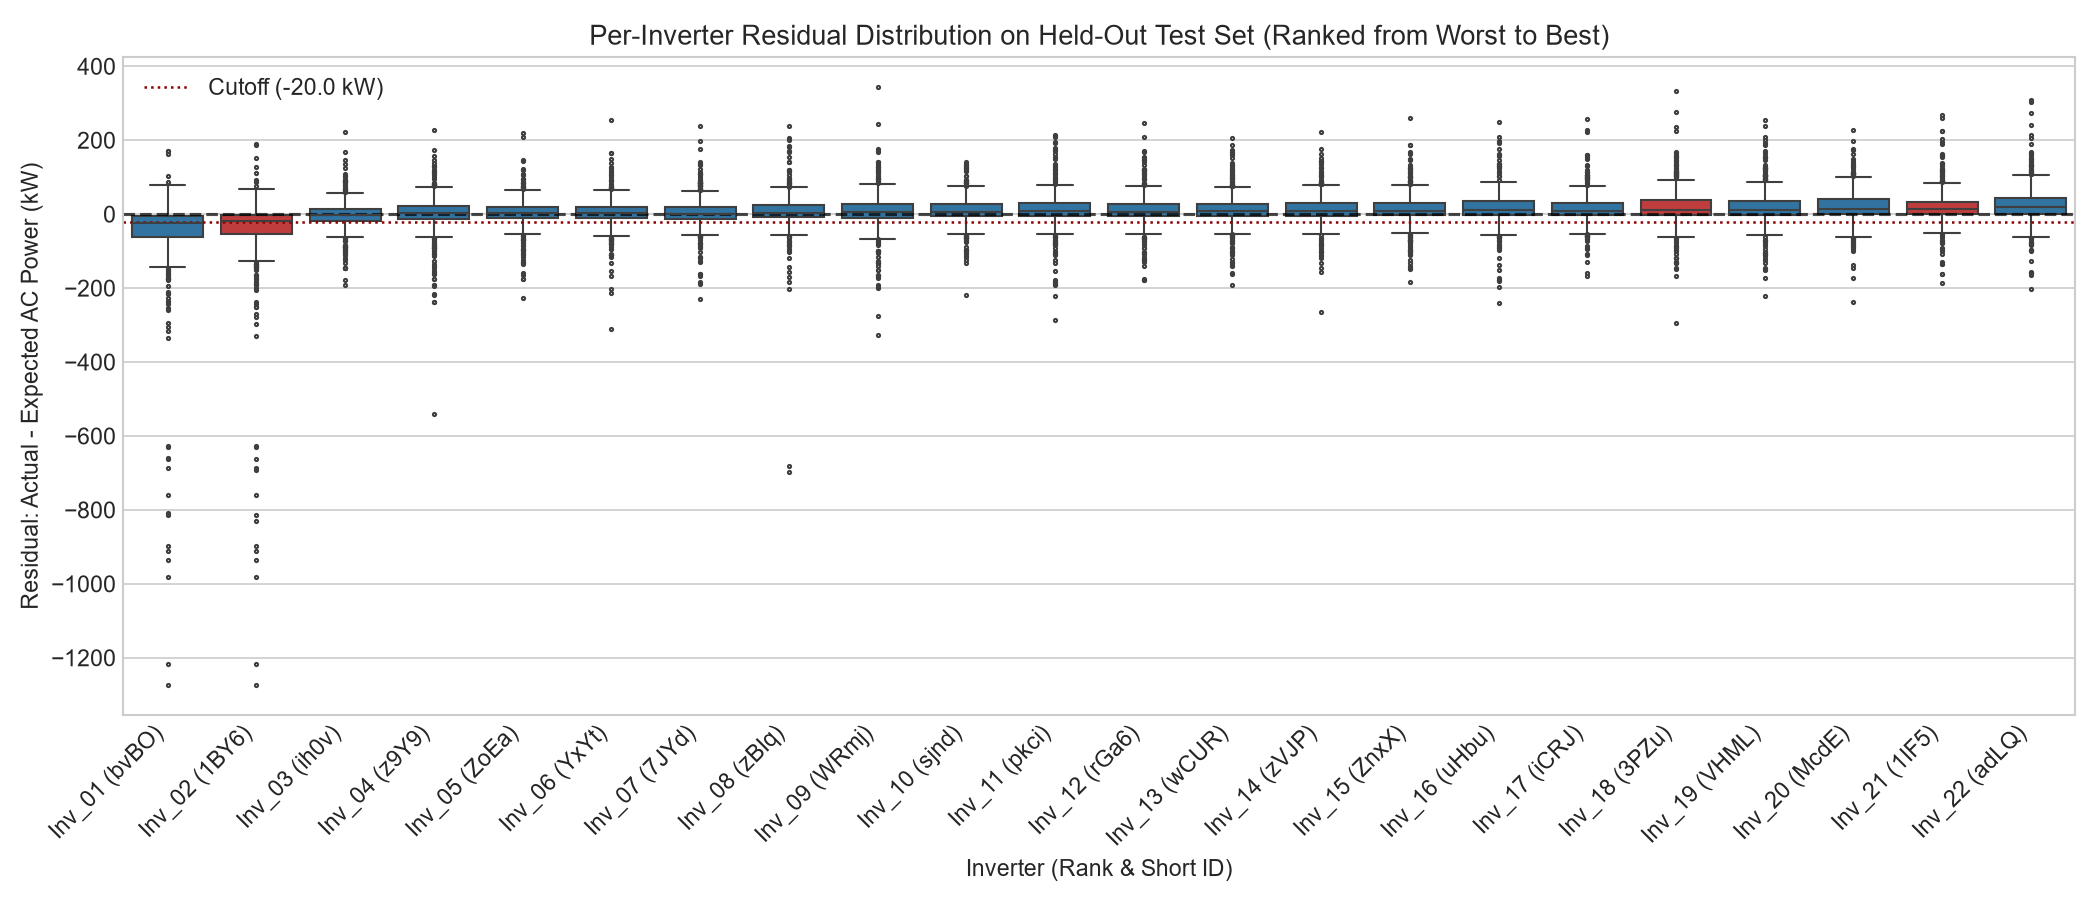 Per-Inverter Residual Distribution on Held-Out Test Set (Ranked from Worst to Best)
Cutoff (-20.0 kW)
Residual: Actual - Expected AC Power (kW)
400
200
0
−200
−400
−600
−800
−1000
−1200
Inv_01 (bvBO)
Inv_02 (1BY6)
Inv_03 (ih0v)
Inv_04 (z9Y9)
Inv_05 (ZoEa)
Inv_06 (YxYt)
Inv_07 (7JYd)
Inv_08 (zBIq)
Inv_09 (WRmj)
Inv_10 (sjnd)
Inv_11 (pkci)
Inv_12 (rGa6)
Inv_13 (wCUR)
Inv_14 (zVJP)
Inv_15 (ZnxX)
Inv_16 (uHbu)
Inv_17 (iCRJ)
Inv_18 (3PZu)
Inv_19 (VHML)
Inv_20 (McdE)
Inv_21 (1IF5)
Inv_22 (adLQ)
Inverter (Rank & Short ID)